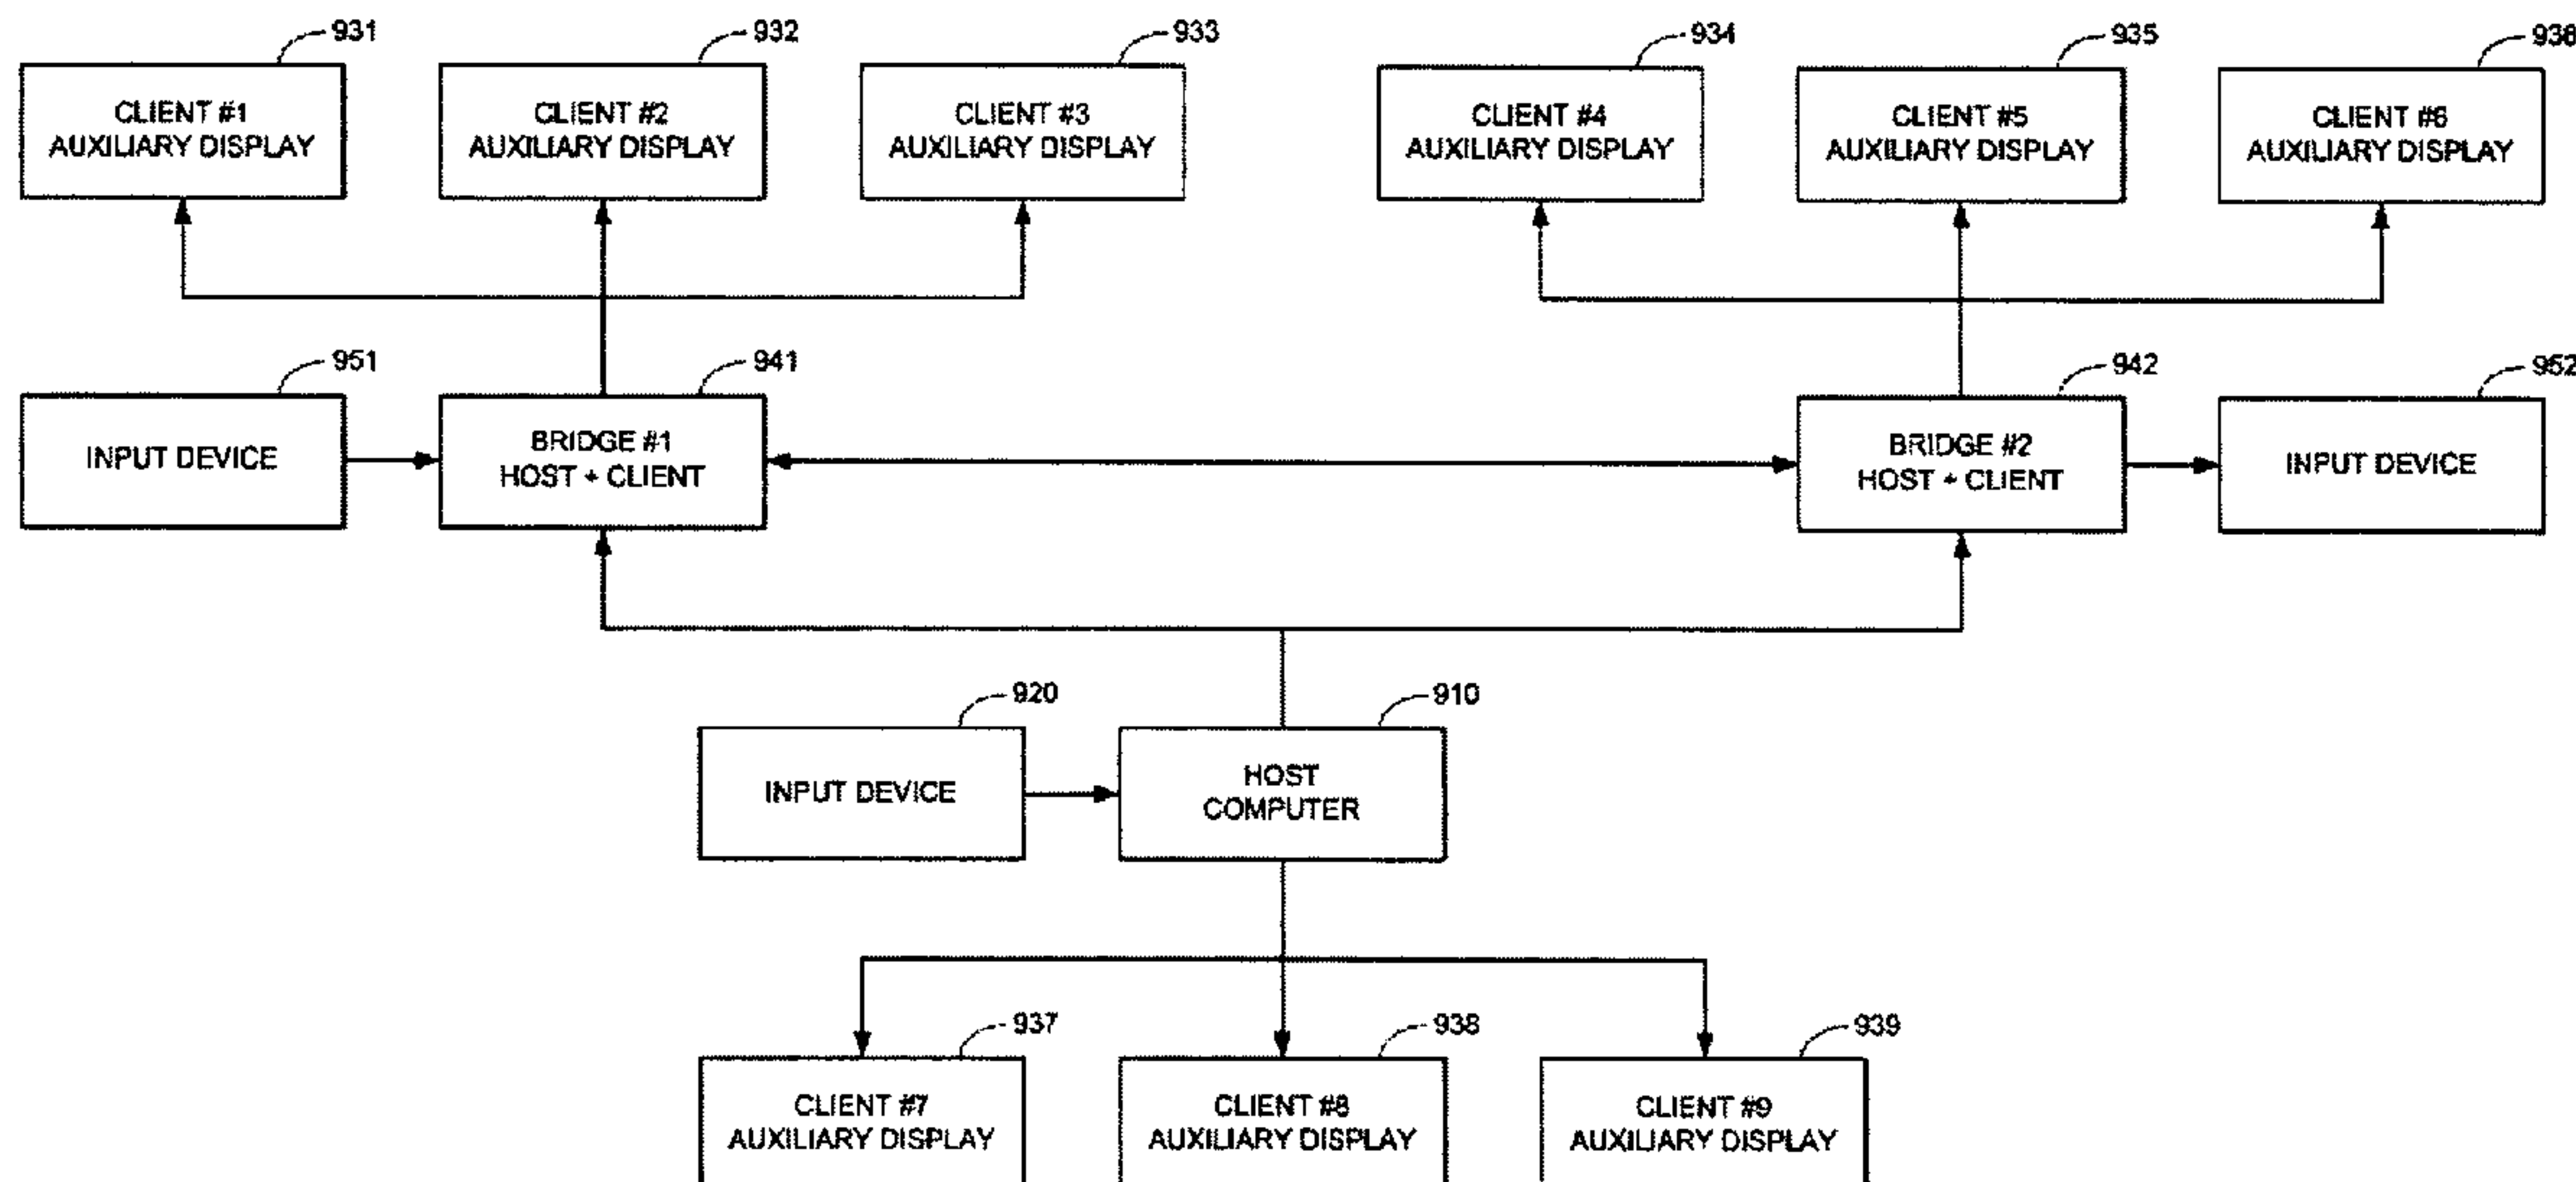 931
932
933
934
935
936
CLIENT #1
AUXILIARY DISPLAY
CLIENT #2
AUXILIARY DISPLAY
CLIENT #3
AUXILIARY DISPLAY
CLIENT #4
AUXILIARY DISPLAY
CLIENT #5
AUXILIARY DISPLAY
CLIENT #6
AUXILIARY DISPLAY
951
941
942
952
INPUT DEVICE
BRIDGE #1
HOST + CLIENT
BRIDGE #2
HOST + CLIENT
INPUT DEVICE
920
910
INPUT DEVICE
HOST
COMPUTER
937
938
939
CLIENT #7
AUXILIARY DISPLAY
CLIENT #8
AUXILIARY DISPLAY
CLIENT #9
AUXILIARY DISPLAY